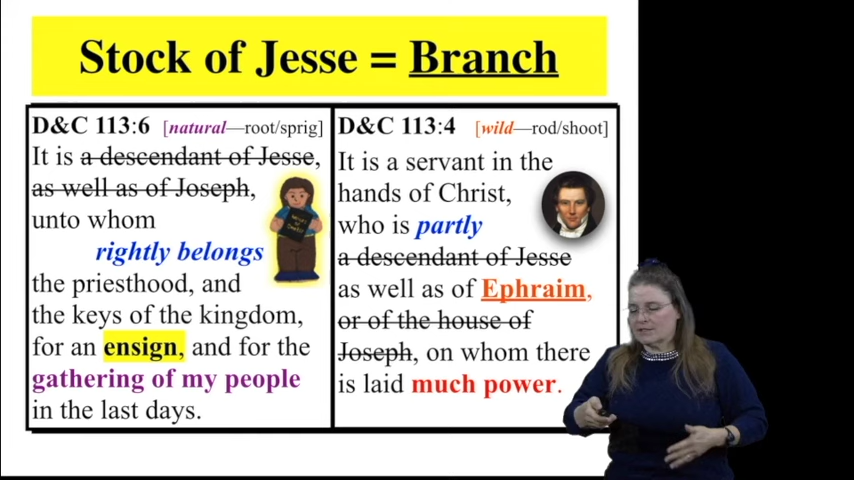 Stock of Jesse = Branch
D&C 113:6 [natural—root/sprig]
It is a descendant of Jesse,
as well as of Joseph,
unto whom
rightly belongs
the priesthood, and
the keys of the kingdom,
for an ensign, and for the
gathering of my people
in the last days.
D&C 113:4 [wild—rod/shoot]
It is a servant in the
hands of Christ,
who is partly
a descendant of Jesse
as well as of Ephraim,
or of the house of
Joseph, on whom there
is laid much power.